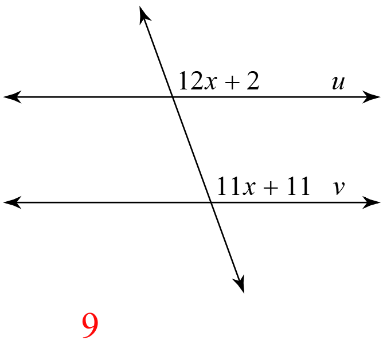 12x + 2 u
11x + 11 v
9